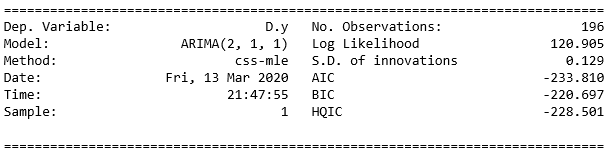 ==============================================================================
Dep. Variable:                    D.y   No. Observations:                  196
Model:                 ARIMA(2, 1, 1)   Log Likelihood                 120.905
Method:                       css-mle   S.D. of innovations              0.129
Date:                Fri, 13 Mar 2020   AIC                           -233.810
Time:                        21:47:55   BIC                           -220.697
Sample:                             1   HQIC                          -228.501
==============================================================================